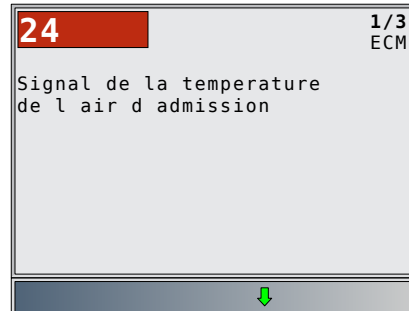 24
1/3
ECM
Signal de la temperature
de l air d admission